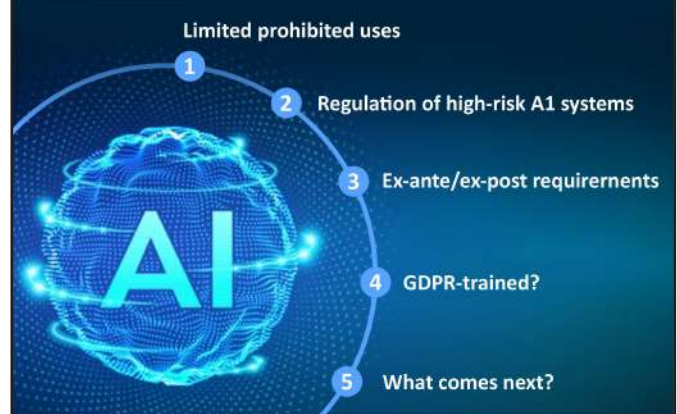 Limited prohibited uses
1
2 Regulation of high-risk A1 systems
3 Ex-ante/ex-post requirernents
AI
4 GDPR-trained?
5 What comes next?